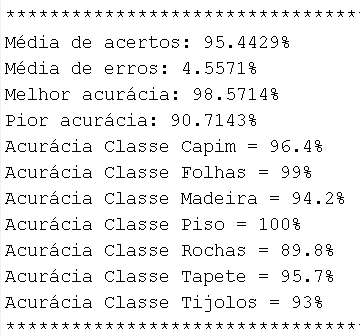 *********************************
Média de acertos: 95.4429%
Média de erros: 4.5571%
Melhor acurácia: 98.5714%
Pior acurácia: 90.7143%
Acurácia Classe Capim = 96.4%
Acurácia Classe Folhas = 99%
Acurácia Classe Madeira = 94.2%
Acurácia Classe Piso = 100%
Acurácia Classe Rochas = 89.8%
Acurácia Classe Tapete = 95.7%
Acurácia Classe Tijolos = 93%
*********************************